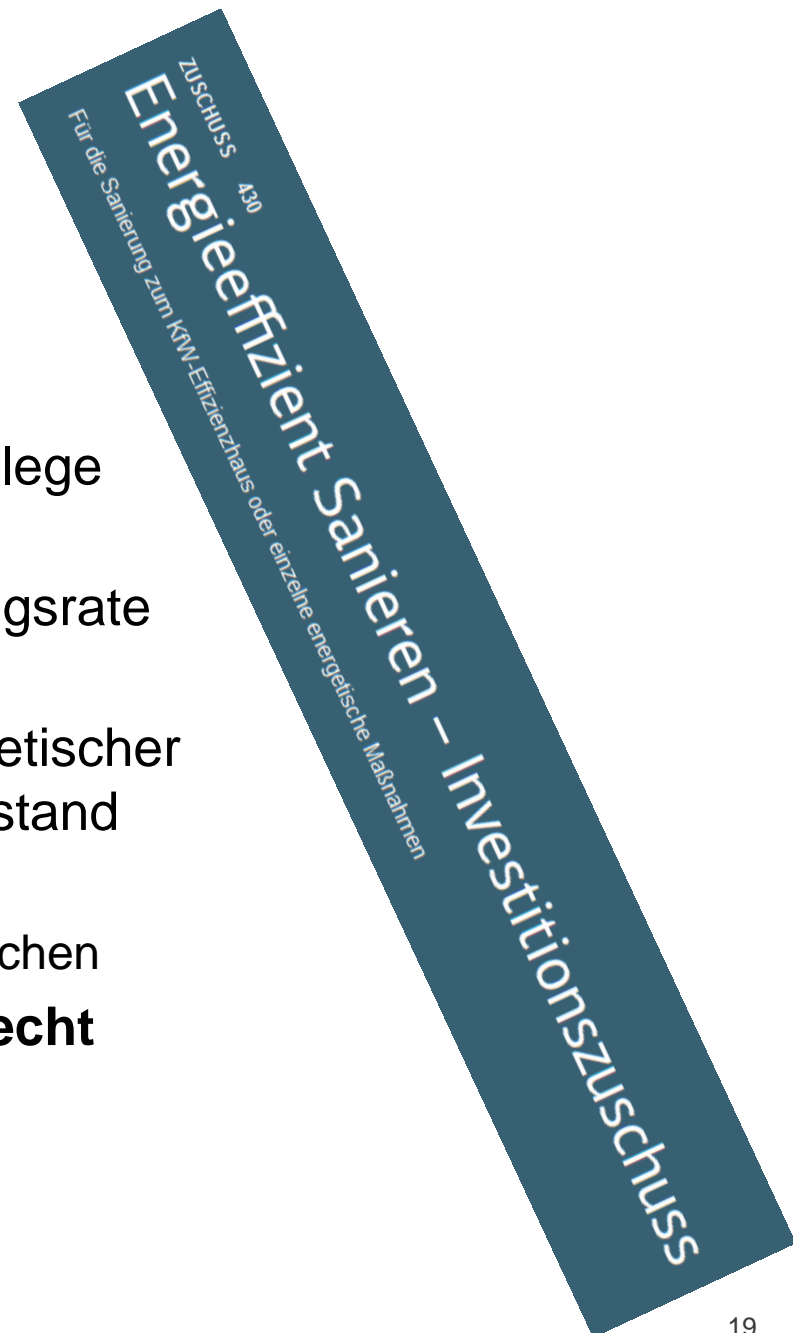 ZUSCHUSS 430
Energieeffizient Sanieren – Investitionszuschuss
Für die Sanierung zum KfW-Effizienzhaus oder einzelne energetische Maßnahmen
lege
gsrate
etischer
stand
chen
echt
19